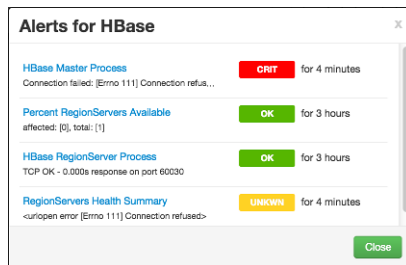 Alerts for HBase
x
HBase Master Process CRIT for 4 minutes
Connection failed: [Errno 111] Connection refus...
Percent RegionServers Available OK for 3 hours
affected: [0], total: [1]
HBase RegionServer Process OK for 3 hours
TCP OK - 0.000s response on port 60030
RegionServers Health Summary UNKWN for 4 minutes
<urlopen error [Errno 111] Connection refused>
Close